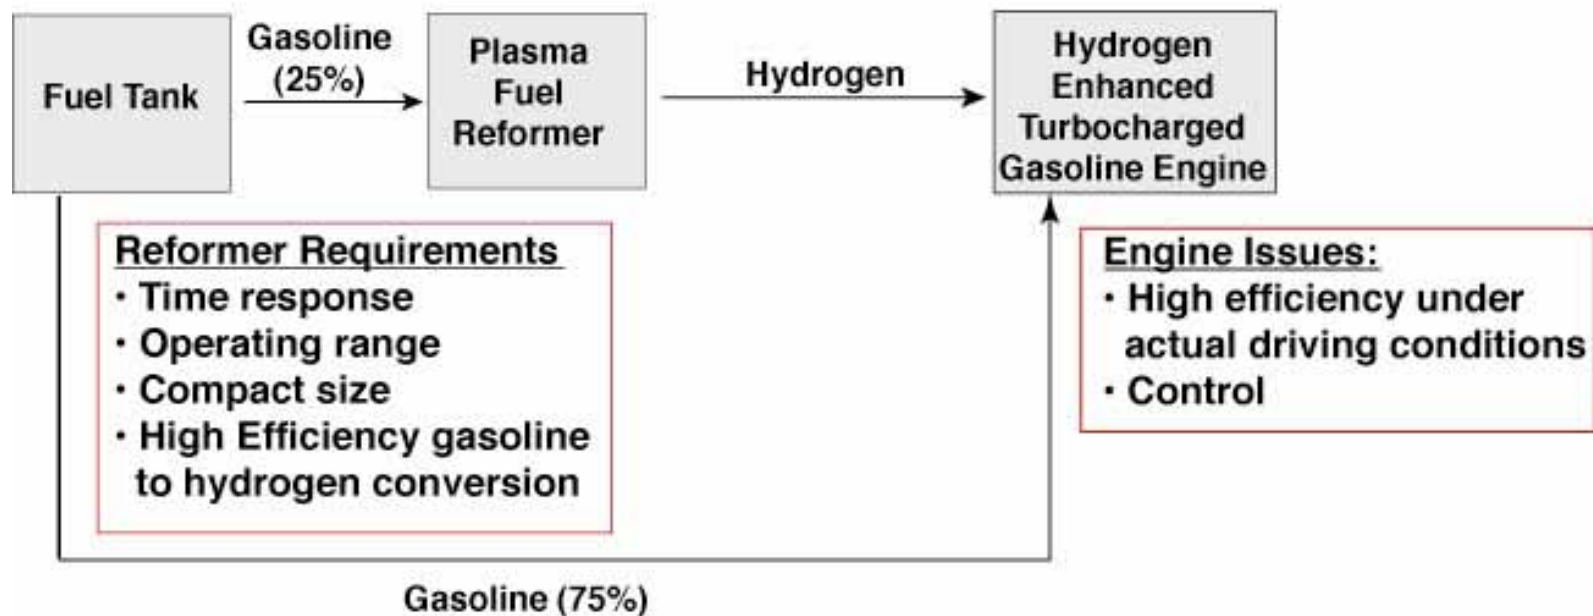 Fuel Tank
Gasoline
(25%)
Plasma
Fuel
Reformer
Hydrogen
Hydrogen
Enhanced
Turbocharged
Gasoline Engine
Reformer Requirements
· Time response
· Operating range
· Compact size
· High Efficiency gasoline
to hydrogen conversion
Engine Issues:
· High efficiency under
actual driving conditions
· Control
Gasoline (75%)